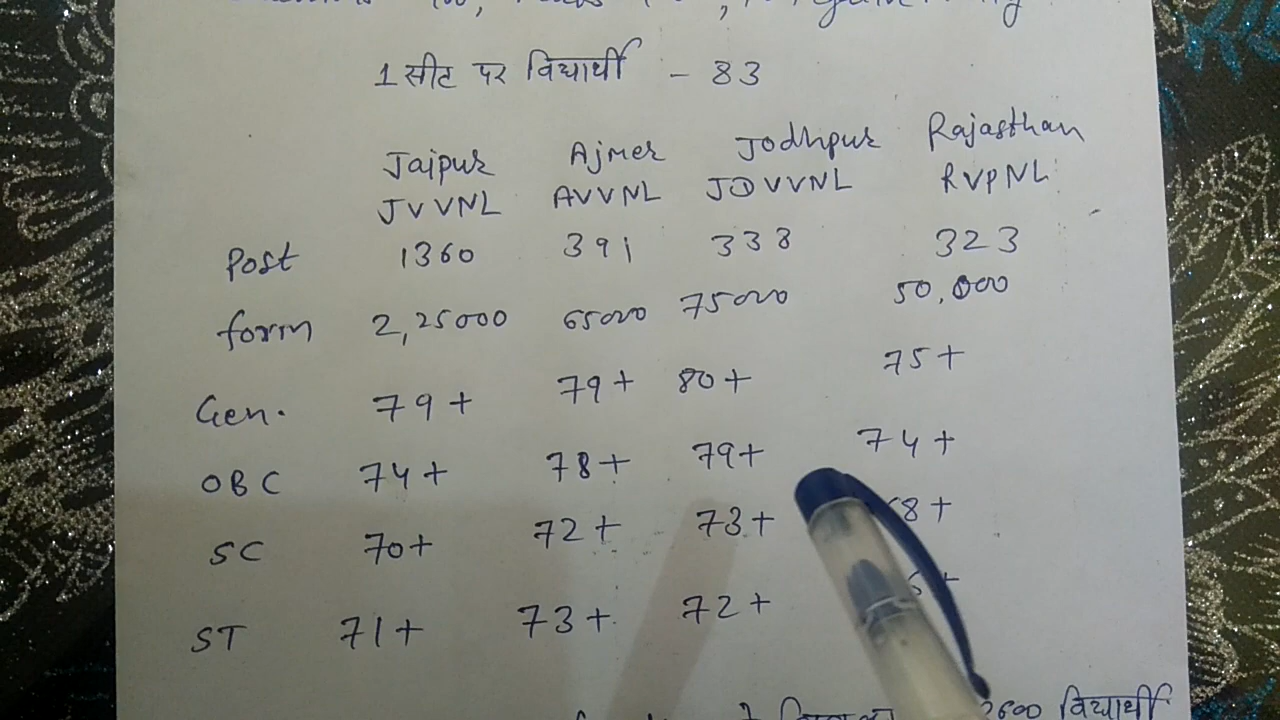 1 सीट पर विद्यार्थी - 83
Jaipur Ajmer Jodhpur Rajasthan
JVVNL AVVNL JDVVNL RVPNL
Post 1360 391 338 323
form 2,25000 65000 75000 50,000
Gen. 79+ 79+ 80+ 75+
OBC 74+ 78+ 79+ 74+
SC 70+ 72+ 73+ 8+
ST 71+ 73+ 72+
2600 विद्यार्थी